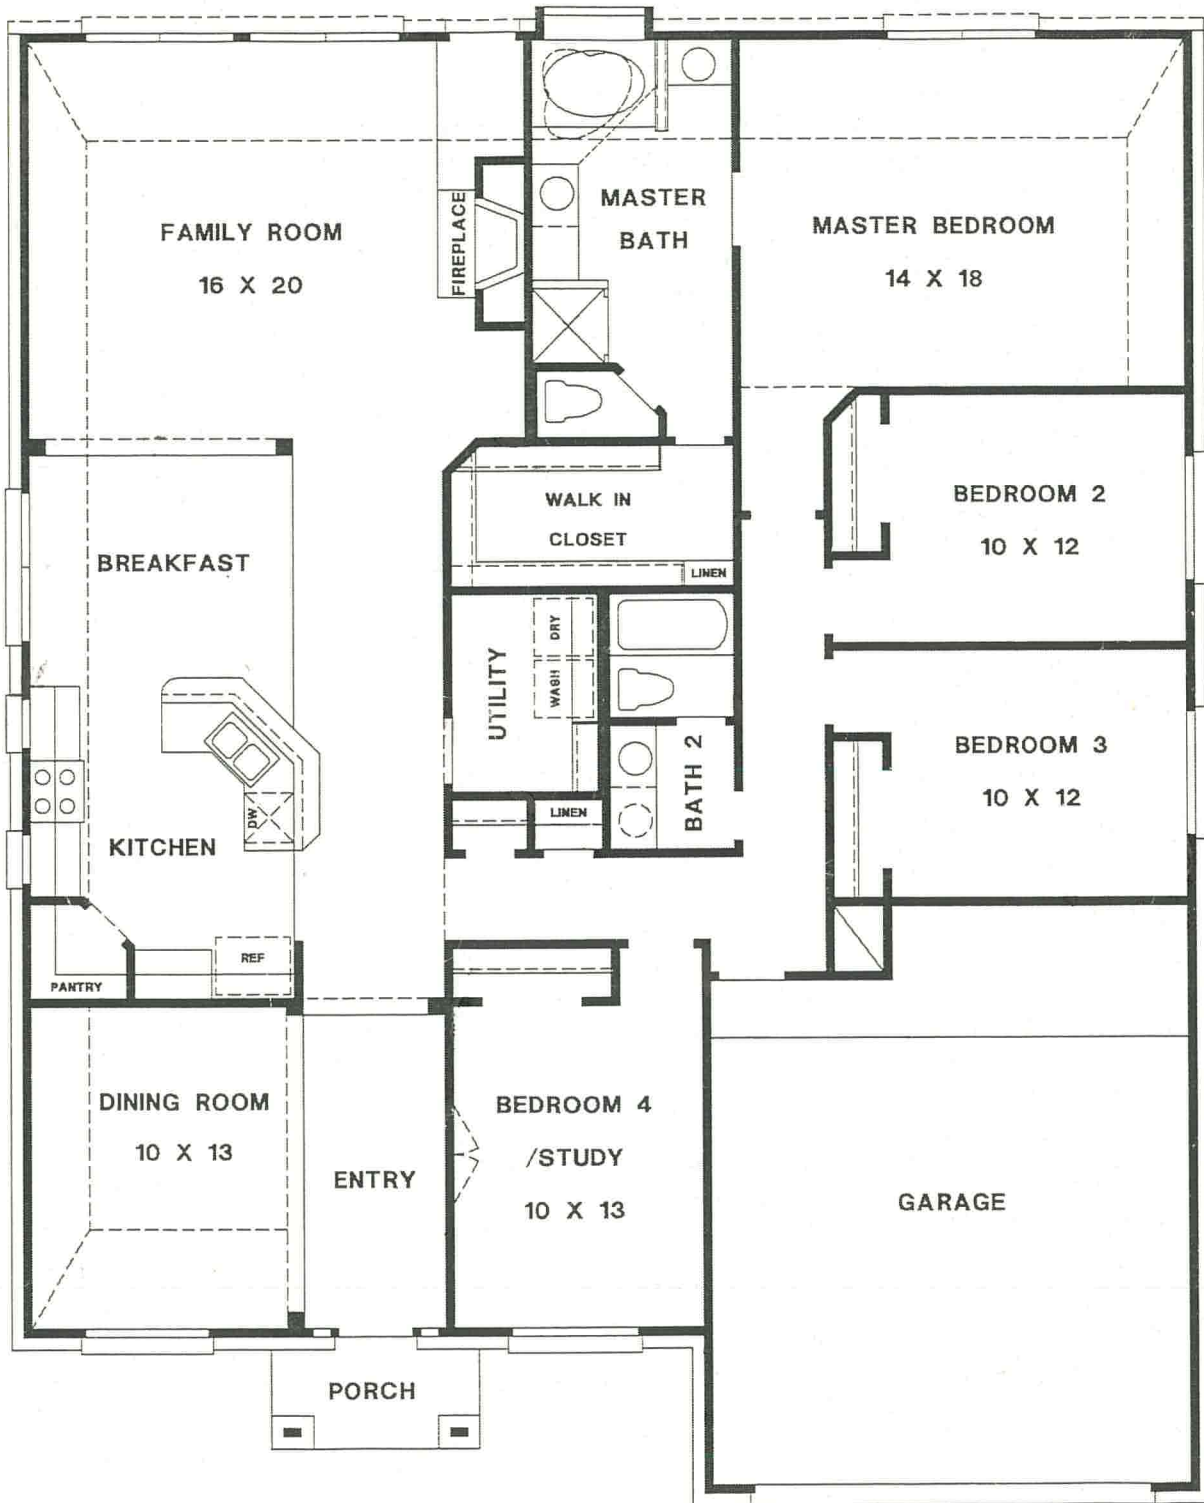 FAMILY ROOM
16 X 20
FIREPLACE
MASTER
BATH
MASTER BEDROOM
14 X 18
BREAKFAST
WALK IN
CLOSET
LINEN
BEDROOM 2
10 X 12
UTILITY
DRY
WASH
BATH 2
BEDROOM 3
10 X 12
KITCHEN
DW
LINEN
REF
PANTRY
DINING ROOM
10 X 13
ENTRY
BEDROOM 4
/STUDY
10 X 13
GARAGE
PORCH